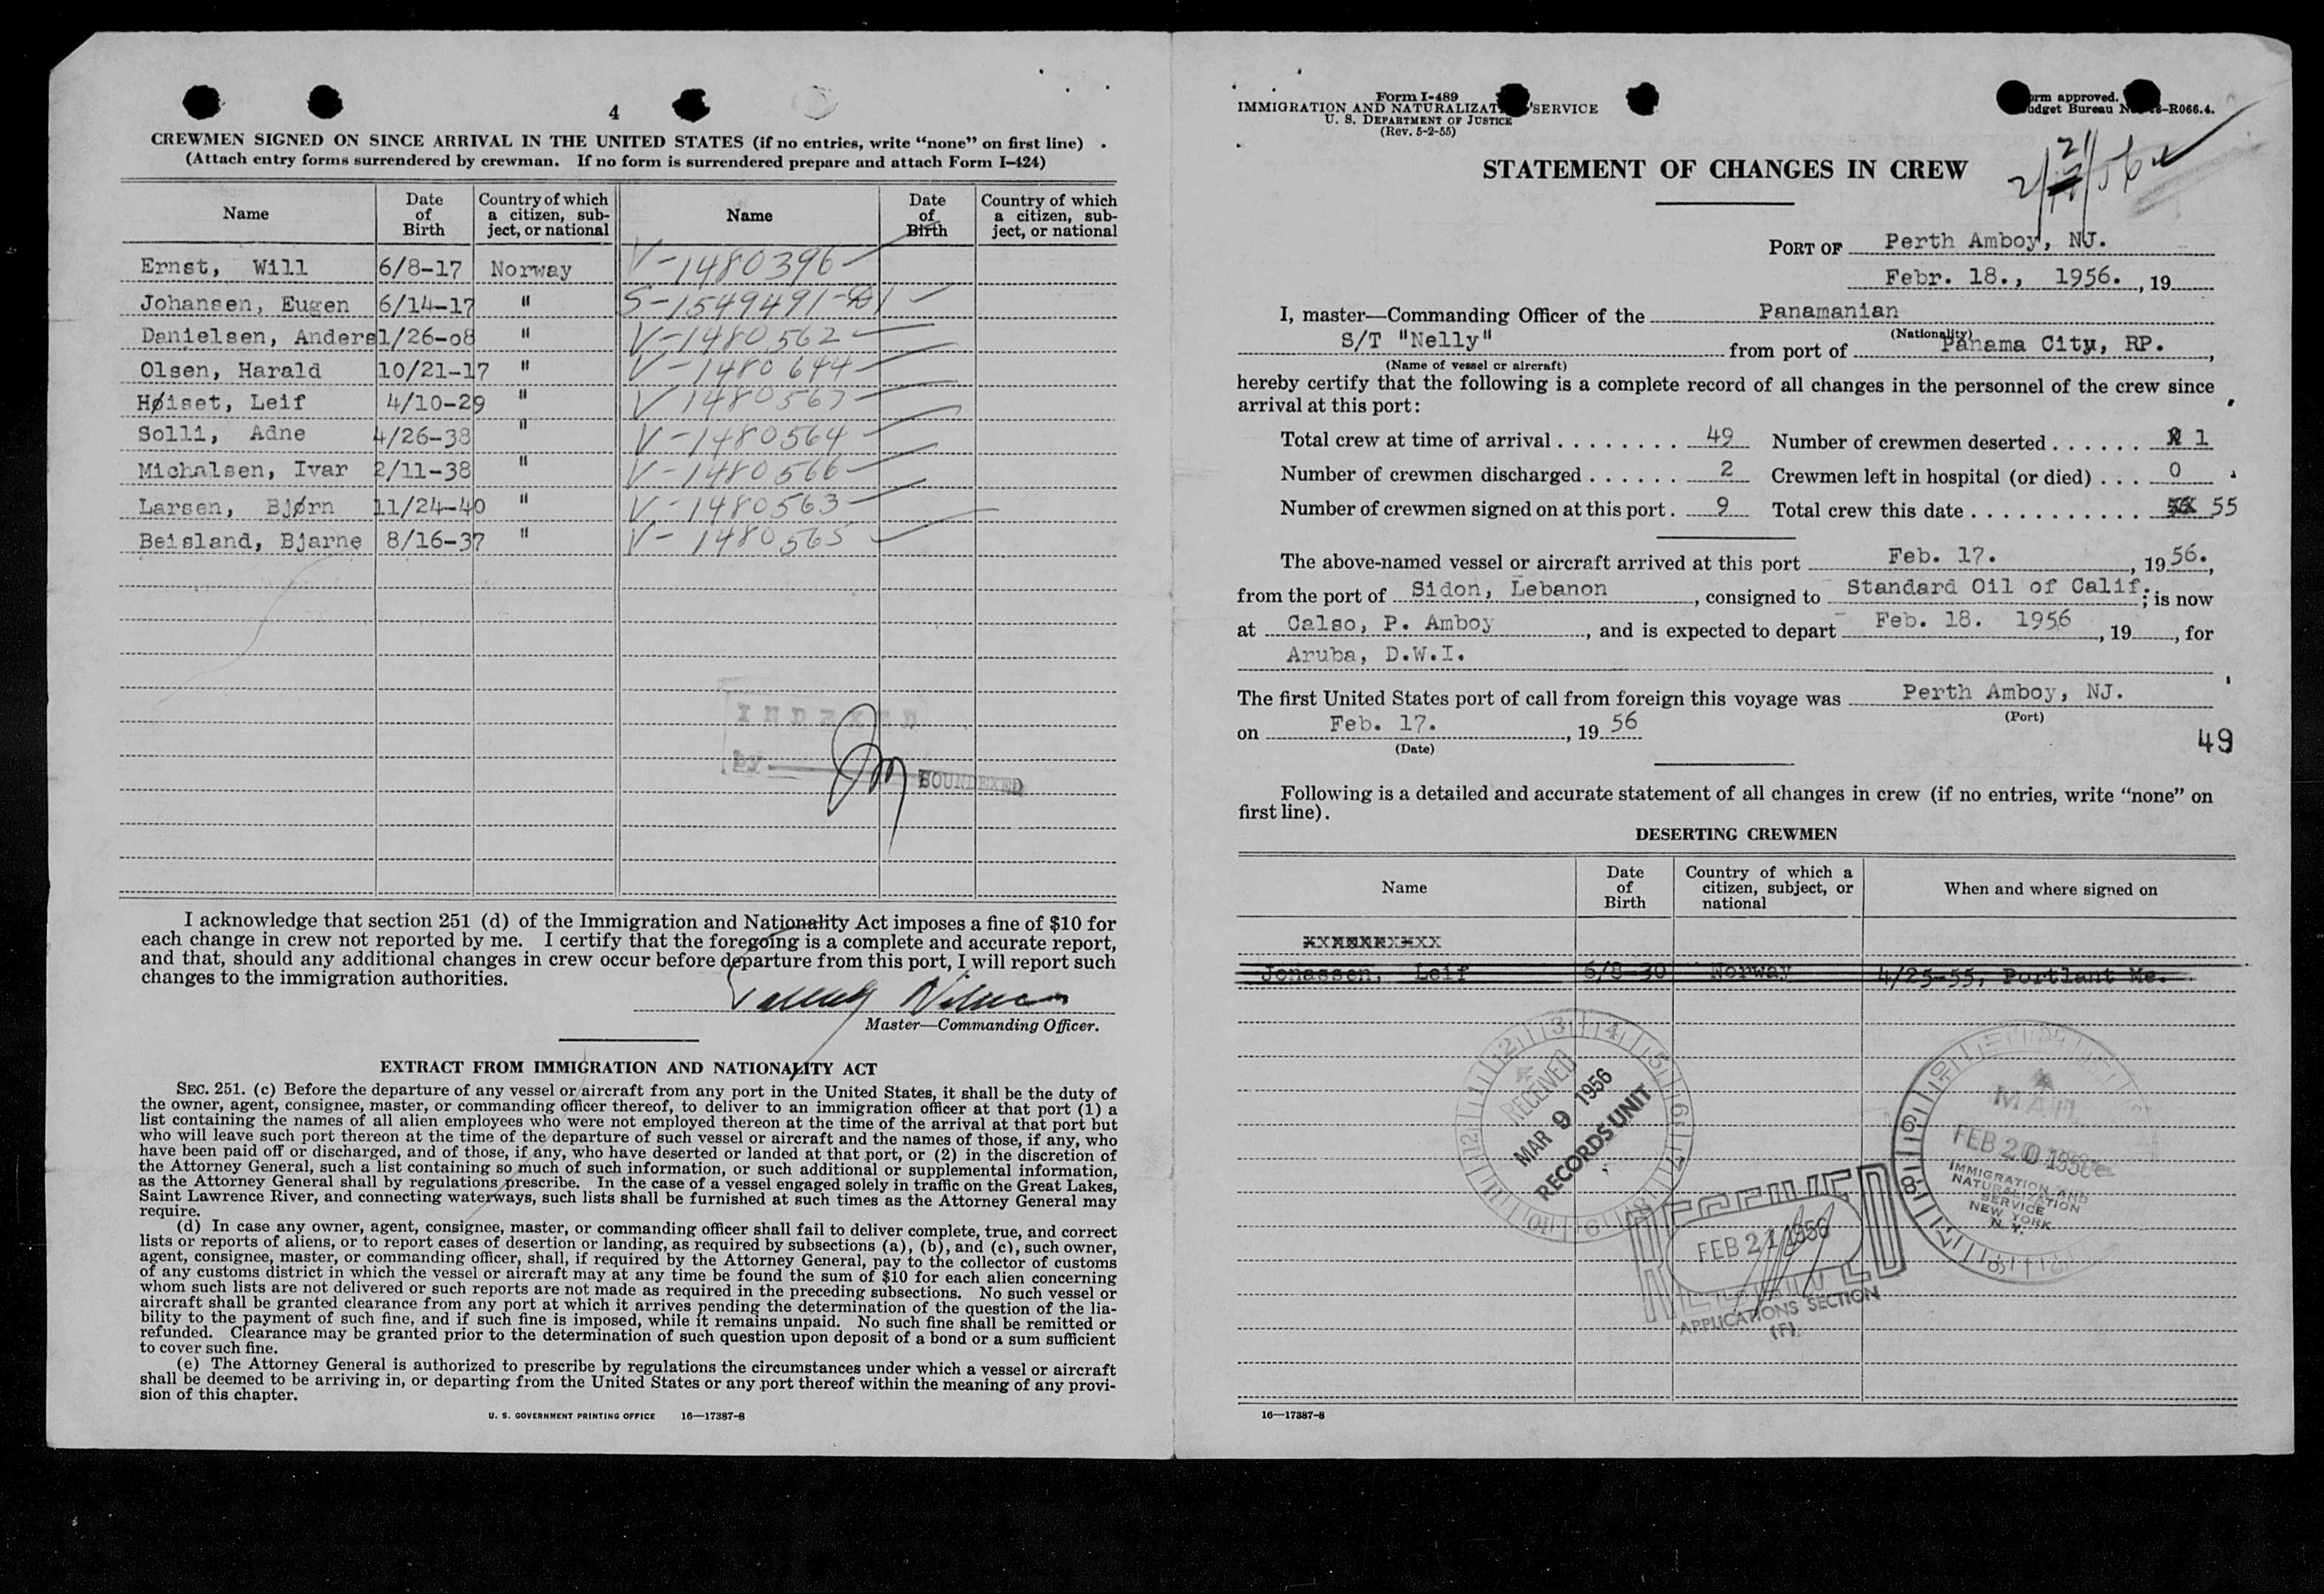 4
CREWMEN SIGNED ON SINCE ARRIVAL IN THE UNITED STATES (if no entries, write “none” on first line)
(Attach entry forms surrendered by crewman. If no form is surrendered prepare and attach Form I–424)
Name Date of Birth Country of which a citizen, subject, or national Name Date of Birth Country of which a citizen, subject, or national
Ernst, Will 6/8-17 Norway V-1480396
Johansen, Eugen 6/14-17 " S-1549491
Danielsen, Anders 1/26-08 " V-1480562
Olsen, Harald 10/21-17 " V-1480644
Høiset, Leif 4/10-29 " V 1480567
Solli, Adne 4/26-38 " V-1480564
Michalsen, Ivar 2/11-38 " V-1480566
Larsen, Bjørn 11/24-40 " V-1480563
Beisland, Bjarne 8/16-37 " V-1480565
INDEXED
by
SOUNDEXED
I acknowledge that section 251 (d) of the Immigration and Nationality Act imposes a fine of $10 for
each change in crew not reported by me. I certify that the foregoing is a complete and accurate report,
and that, should any additional changes in crew occur before departure from this port, I will report such
changes to the immigration authorities.
Master—Commanding Officer.
EXTRACT FROM IMMIGRATION AND NATIONALITY ACT
SEC. 251. (c) Before the departure of any vessel or aircraft from any port in the United States, it shall be the duty of
the owner, agent, consignee, master, or commanding officer thereof, to deliver to an immigration officer at that port (1) a
list containing the names of all alien employees who were not employed thereon at the time of the arrival at that port but
who will leave such port thereon at the time of the departure of such vessel or aircraft and the names of those, if any, who
have been paid off or discharged, and of those, if any, who have deserted or landed at that port, or (2) in the discretion of
the Attorney General, such a list containing so much of such information, or such additional or supplemental information,
as the Attorney General shall by regulations prescribe. In the case of a vessel engaged solely in traffic on the Great Lakes,
Saint Lawrence River, and connecting waterways, such lists shall be furnished at such times as the Attorney General may
require.
(d) In case any owner, agent, consignee, master, or commanding officer shall fail to deliver complete, true, and correct
lists or reports of aliens, or to report cases of desertion or landing, as required by subsections (a), (b), and (c), such owner,
agent, consignee, master, or commanding officer, shall, if required by the Attorney General, pay to the collector of customs
of any customs district in which the vessel or aircraft may at any time be found the sum of $10 for each alien concerning
whom such lists are not delivered or such reports are not made as required in the preceding subsections. No such vessel or
aircraft shall be granted clearance from any port at which it arrives pending the determination of the question of the lia-
bility to the payment of such fine, and if such fine is imposed, while it remains unpaid. No such fine shall be remitted or
refunded. Clearance may be granted prior to the determination of such question upon deposit of a bond or a sum sufficient
to cover such fine.
(e) The Attorney General is authorized to prescribe by regulations the circumstances under which a vessel or aircraft
shall be deemed to be arriving in, or departing from the United States or any port thereof within the meaning of any provi-
sion of this chapter.
U. S. GOVERNMENT PRINTING OFFICE 16—17387-8
Form I-489
IMMIGRATION AND NATURALIZATION SERVICE
U. S. DEPARTMENT OF JUSTICE
(Rev. 5-2-55)
approved.
Bureau -R066.4.
STATEMENT OF CHANGES IN CREW
PORT OF Perth Amboy, NJ.
Febr. 18., 1956. , 19
I, master—Commanding Officer of the Panamanian
(Nationality)
S/T "Nelly" from port of Panama City, RP. ,
(Name of vessel or aircraft)
hereby certify that the following is a complete record of all changes in the personnel of the crew since
arrival at this port:
Total crew at time of arrival . . . . . . . . 49 Number of crewmen deserted . . . . . . 1
Number of crewmen discharged . . . . . . 2 Crewmen left in hospital (or died) . . . 0
Number of crewmen signed on at this port . 9 Total crew this date . . . . . . . . . . . 55
The above-named vessel or aircraft arrived at this port Feb. 17. , 1956.,
from the port of Sidon, Lebanon , consigned to Standard Oil of Calif. ; is now
at Calso, P. Amboy , and is expected to depart Feb. 18. 1956 , 19 , for
Aruba, D.W.I.
The first United States port of call from foreign this voyage was Perth Amboy, NJ.
(Port)
on Feb. 17. , 19 56
(Date)
49
Following is a detailed and accurate statement of all changes in crew (if no entries, write “none” on
first line).
DESERTING CREWMEN
Name Date of Birth Country of which a citizen, subject, or national When and where signed on
Jonassen, Leif 6/8-30 Norway 4/25-55, Portlant Me.
RECEIVED
MAR 9 1956
RECORDS UNIT
MAIL
FEB 20 1956
IMMIGRATION AND
NATURALIZATION
SERVICE
NEW YORK
N. Y.
FEB 21 1956
APPLICATIONS SECTION
(F)
16—17387-8